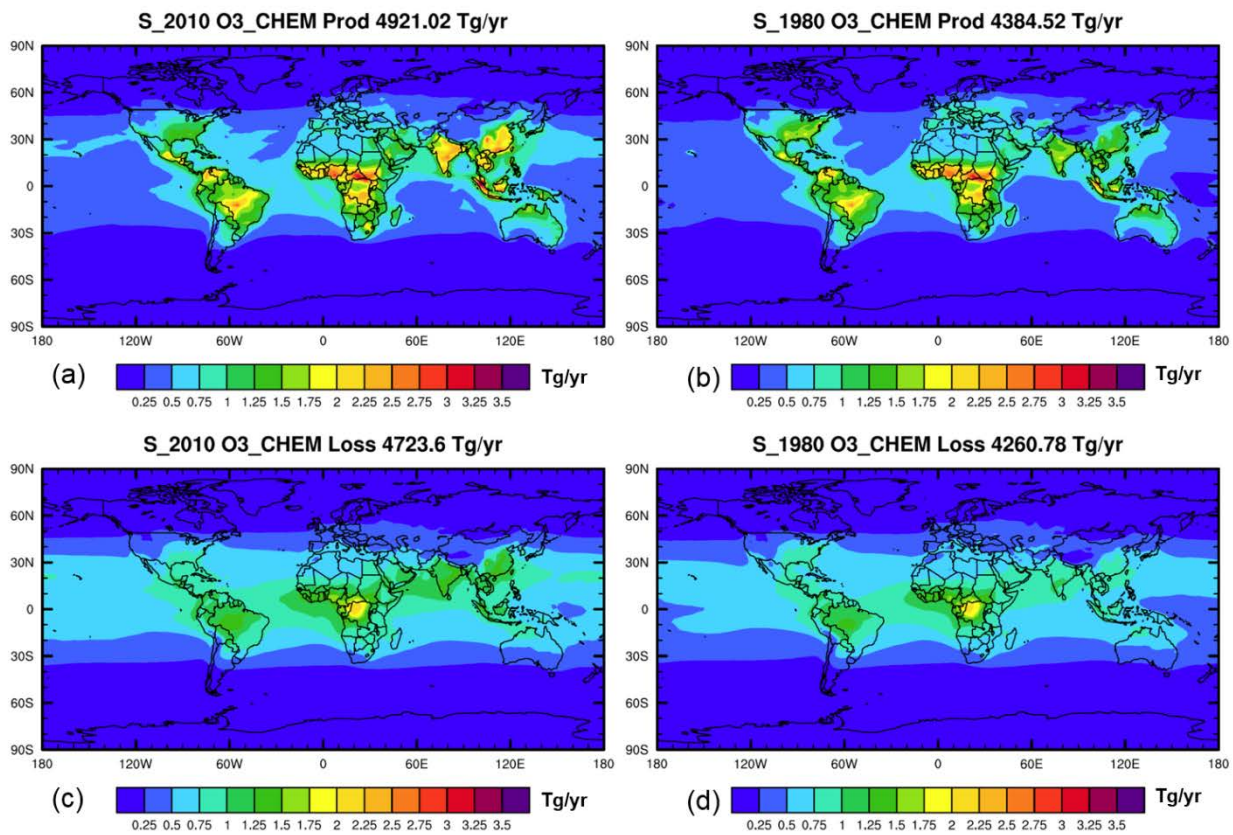 S_2010 O3_CHEM Prod 4921.02 Tg/yr
90N
60N
30N
0
30S
60S
90S
180 120W 60W 0 60E 120E 180
(a)
Tg/yr
0.25 0.5 0.75 1 1.25 1.5 1.75 2 2.25 2.5 2.75 3 3.25 3.5
S_1980 O3_CHEM Prod 4384.52 Tg/yr
90N
60N
30N
0
30S
60S
90S
180 120W 60W 0 60E 120E 180
(b)
Tg/yr
0.25 0.5 0.75 1 1.25 1.5 1.75 2 2.25 2.5 2.75 3 3.25 3.5
S_2010 O3_CHEM Loss 4723.6 Tg/yr
90N
60N
30N
0
30S
60S
90S
180 120W 60W 0 60E 120E 180
(c)
Tg/yr
0.25 0.5 0.75 1 1.25 1.5 1.75 2 2.25 2.5 2.75 3 3.25 3.5
S_1980 O3_CHEM Loss 4260.78 Tg/yr
90N
60N
30N
0
30S
60S
90S
180 120W 60W 0 60E 120E 180
(d)
Tg/yr
0.25 0.5 0.75 1 1.25 1.5 1.75 2 2.25 2.5 2.75 3 3.25 3.5